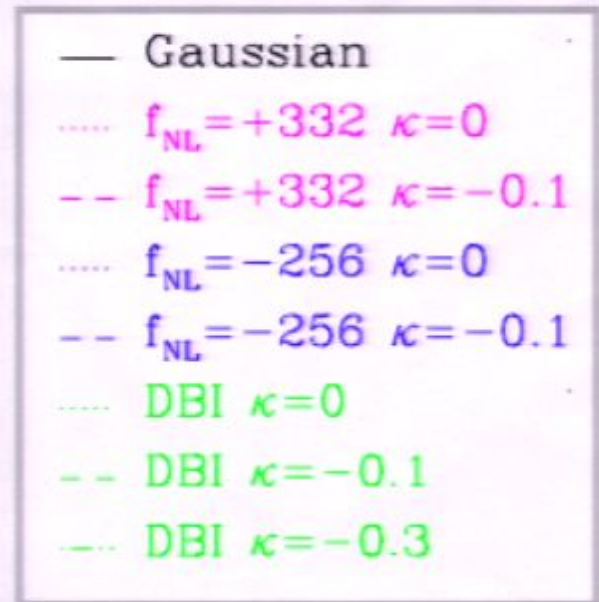 Gaussian
f_NL=+332 κ=0
f_NL=+332 κ=-0.1
f_NL=-256 κ=0
f_NL=-256 κ=-0.1
DBI κ=0
DBI κ=-0.1
DBI κ=-0.3